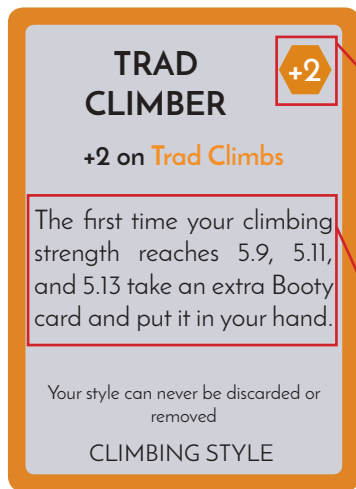 TRAD
CLIMBER
+2
+2 on Trad Climbs
The first time your climbing
strength reaches 5.9, 5.11,
and 5.13 take an extra Booty
card and put it in your hand.
Your style can never be discarded or
removed
CLIMBING STYLE